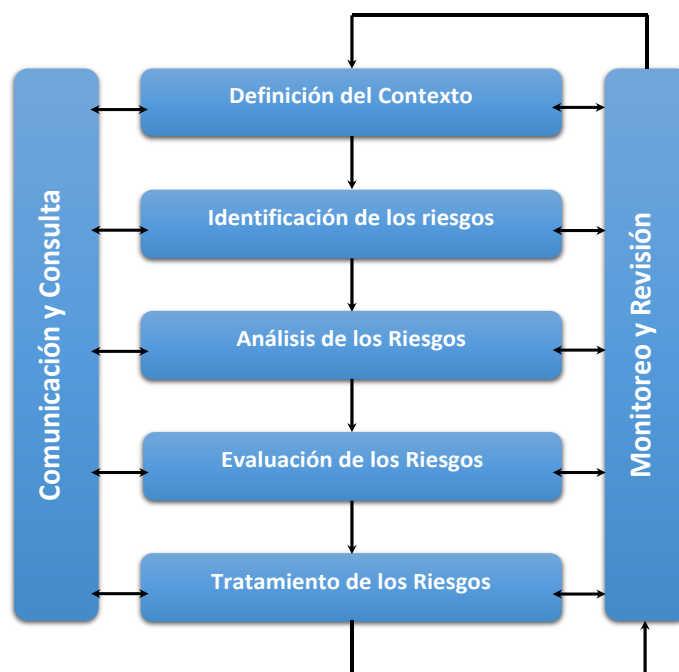 Definición del Contexto
Comunicación y Consulta
Identificación de los riesgos
Monitoreo y Revisión
Análisis de los Riesgos
Evaluación de los Riesgos
Tratamiento de los Riesgos